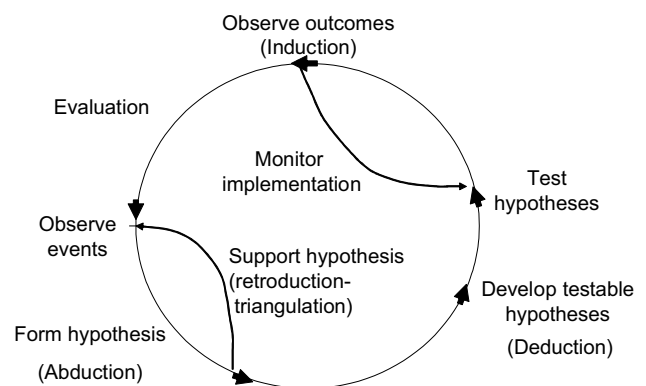 Observe outcomes
(Induction)
Evaluation
Monitor
implementation
Test
hypotheses
Observe
events
Support hypothesis
(retroduction-
triangulation)
Develop testable
hypotheses
(Deduction)
Form hypothesis
(Abduction)